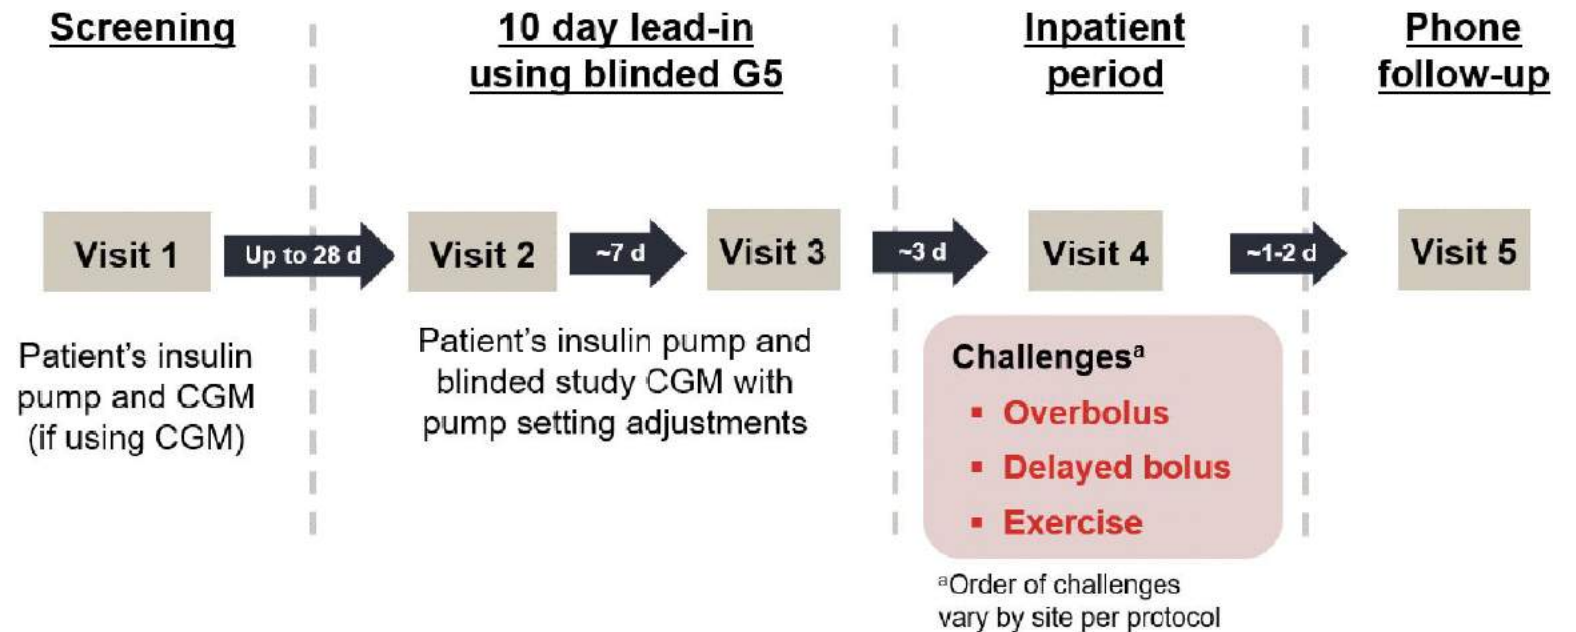 Screening
10 day lead-in
using blinded G5
Inpatient
period
Phone
follow-up
Visit 1
Up to 28 d
Visit 2
~7 d
Visit 3
~3 d
Visit 4
~1-2 d
Visit 5
Patient's insulin
pump and CGM
(if using CGM)
Patient's insulin pump and
blinded study CGM with
pump setting adjustments
Challengesᵃ
▪ Overbolus
▪ Delayed bolus
▪ Exercise
ᵃOrder of challenges
vary by site per protocol